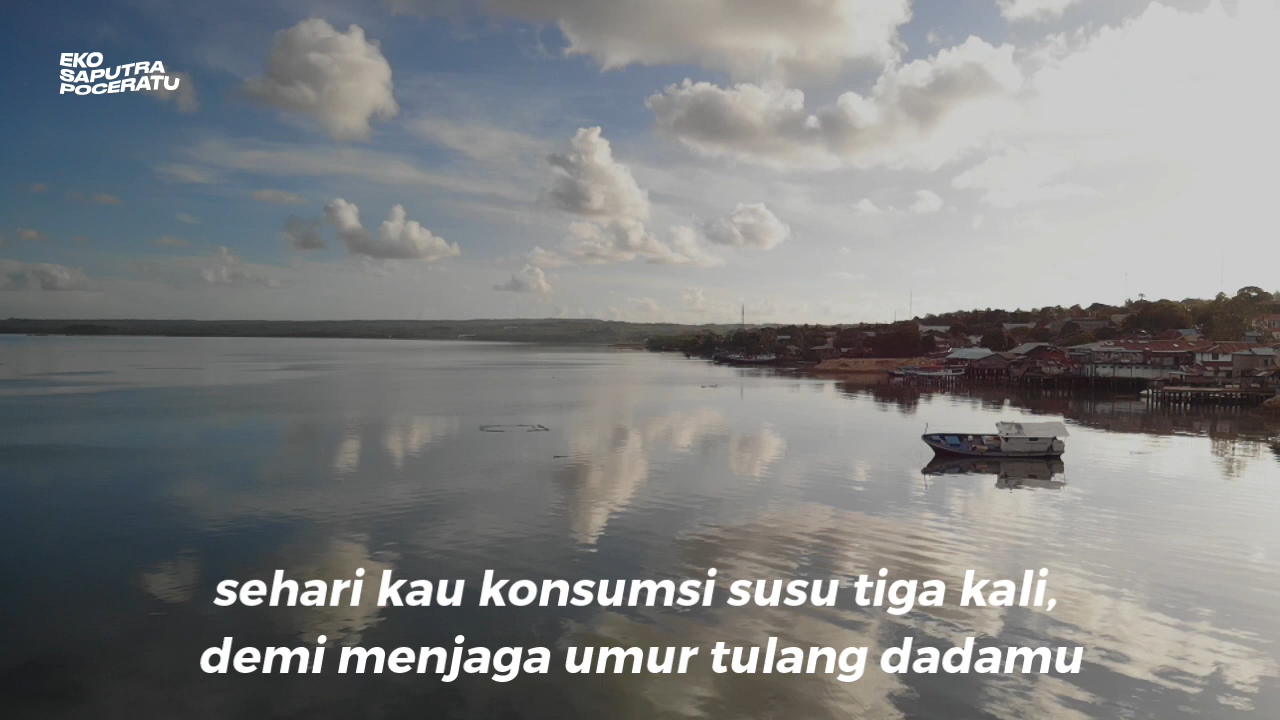 EKO
SAPUTRA
POCERATU
sehari kau konsumsi susu tiga kali,
demi menjaga umur tulang dadamu